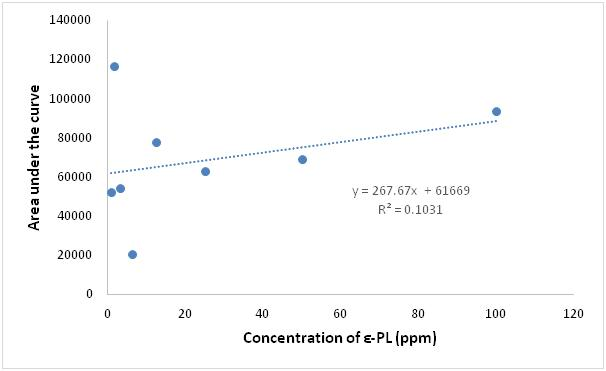 140000
120000
100000
80000
60000
40000
20000
0
Area under the curve
y = 267.67x + 61669
R² = 0.1031
0 20 40 60 80 100 120
Concentration of ε-PL (ppm)